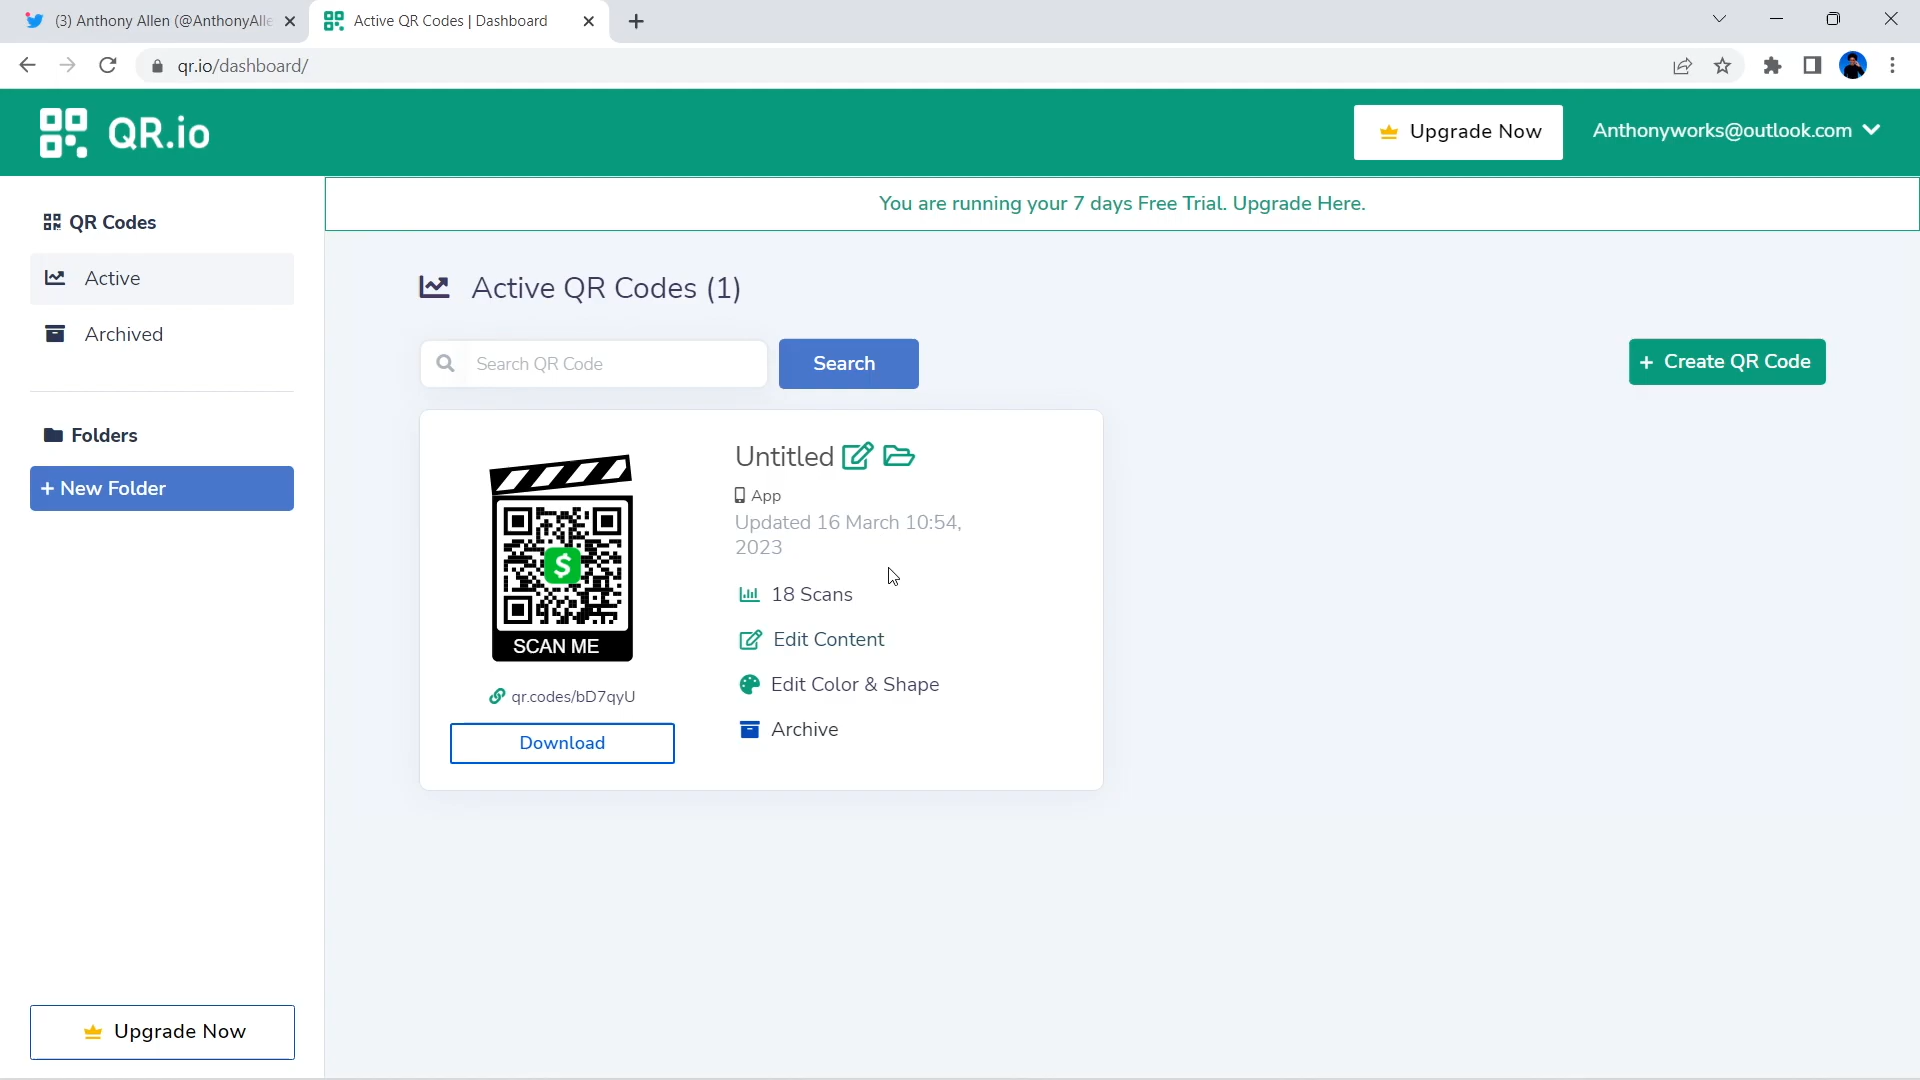 (3) Anthony Allen (@AnthonyAlle
Active QR Codes | Dashboard
qr.io/dashboard/
QR.io
Upgrade Now
Anthonyworks@outlook.com
You are running your 7 days Free Trial. Upgrade Here.
QR Codes
Active
Archived
Folders
+ New Folder
Upgrade Now
Active QR Codes (1)
Search QR Code
Search
+ Create QR Code
$
SCAN ME
qr.codes/bD7qyU
Download
Untitled
App
Updated 16 March 10:54,
2023
18 Scans
Edit Content
Edit Color & Shape
Archive